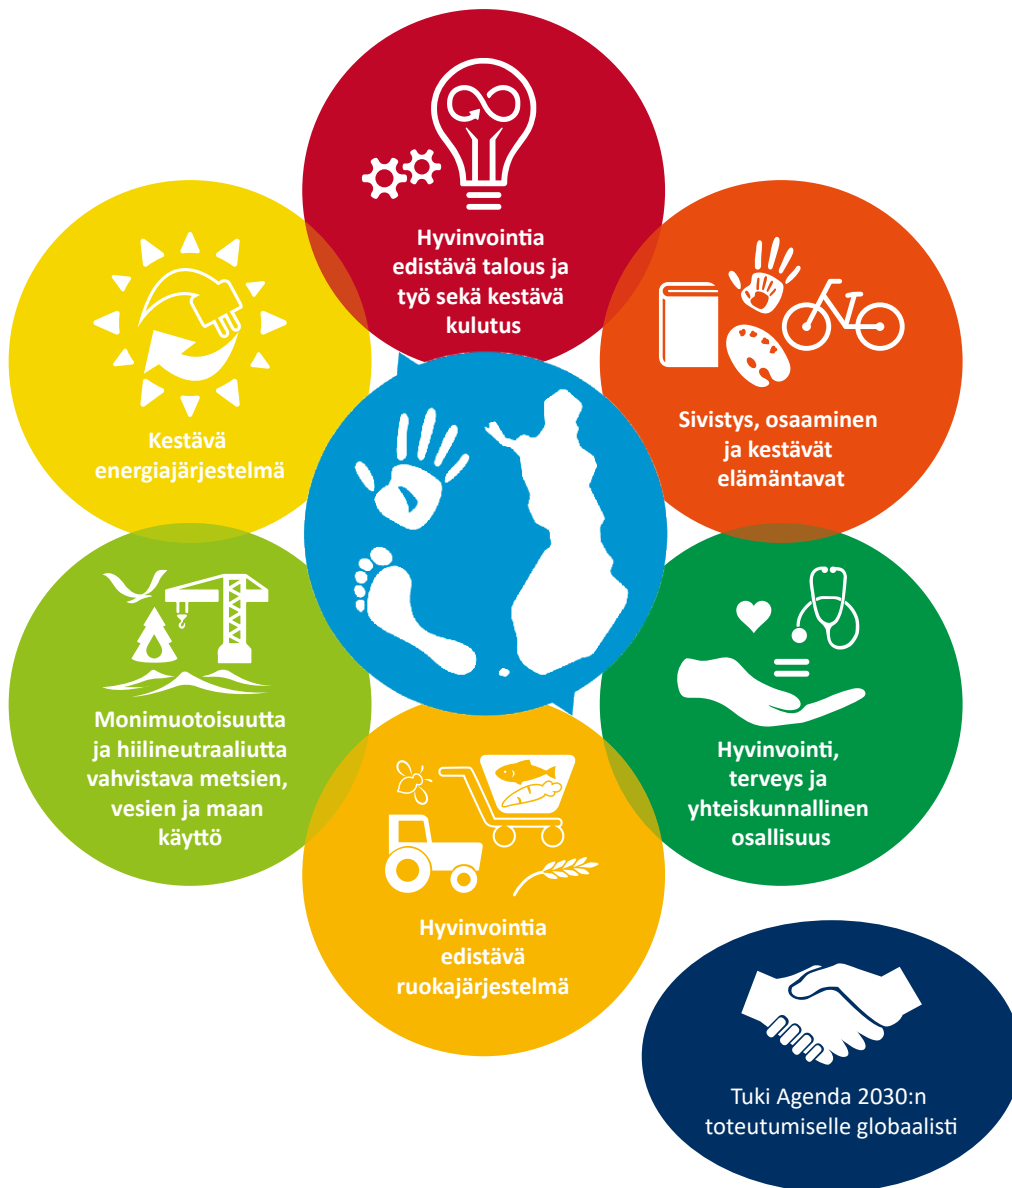 Hyvinvointia
edistävä talous ja
työ sekä kestävä
kulutus
Sivistys, osaaminen
ja kestävät
elämäntavat
Kestävä
energiajärjestelmä
Monimuotoisuutta
ja hiilineutraaliutta
vahvistava metsien,
vesien ja maan
käyttö
Hyvinvointi,
terveys ja
yhteiskunnallinen
osallisuus
Hyvinvointia
edistävä
ruokajärjestelmä
Tuki Agenda 2030:n
toteutumiselle globaalisti